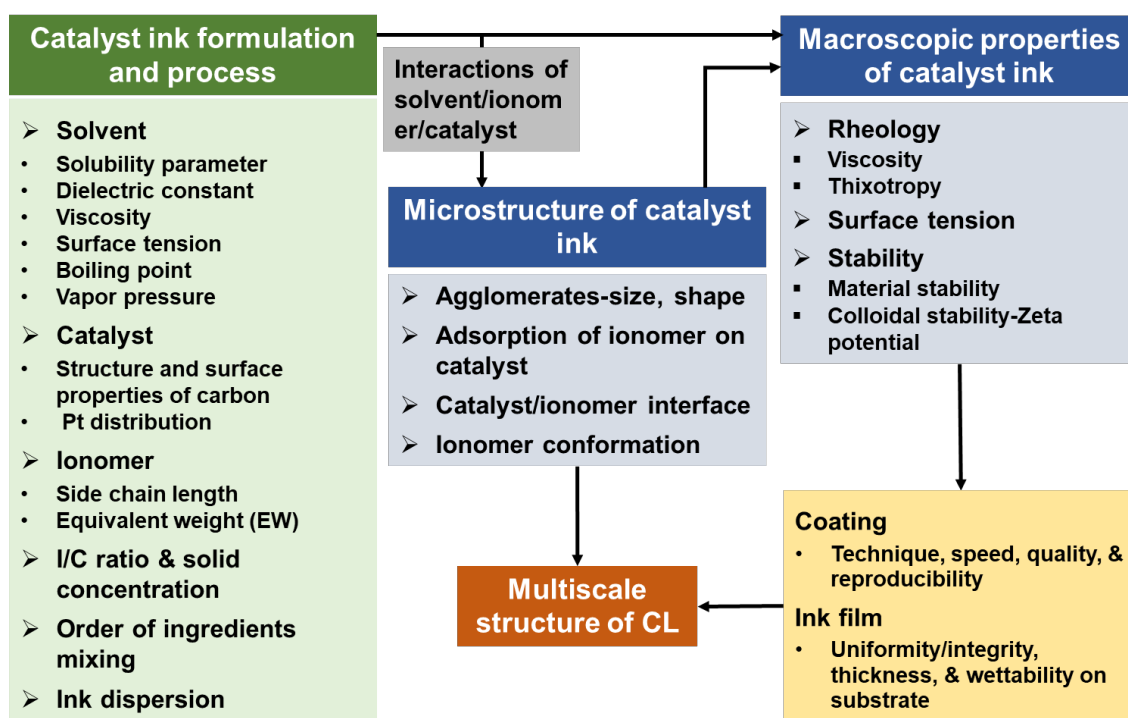 Catalyst ink formulation
and process
➢ Solvent
• Solubility parameter
• Dielectric constant
• Viscosity
• Surface tension
• Boiling point
• Vapor pressure
➢ Catalyst
• Structure and surface
properties of carbon
• Pt distribution
➢ Ionomer
• Side chain length
• Equivalent weight (EW)
➢ I/C ratio & solid
concentration
➢ Order of ingredients
mixing
➢ Ink dispersion
Interactions of
solvent/ionom
er/catalyst
Microstructure of catalyst
ink
➢ Agglomerates-size, shape
➢ Adsorption of ionomer on
catalyst
➢ Catalyst/ionomer interface
➢ Ionomer conformation
Macroscopic properties
of catalyst ink
➢ Rheology
▪ Viscosity
▪ Thixotropy
➢ Surface tension
➢ Stability
▪ Material stability
▪ Colloidal stability-Zeta
potential
Coating
• Technique, speed, quality, &
reproducibility
Ink film
• Uniformity/integrity,
thickness, & wettability on
substrate
Multiscale
structure of CL